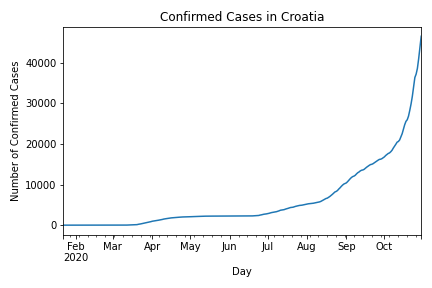 Confirmed Cases in Croatia
Number of Confirmed Cases
40000
30000
20000
10000
0
Feb Mar Apr May Jun Jul Aug Sep Oct
2020
Day